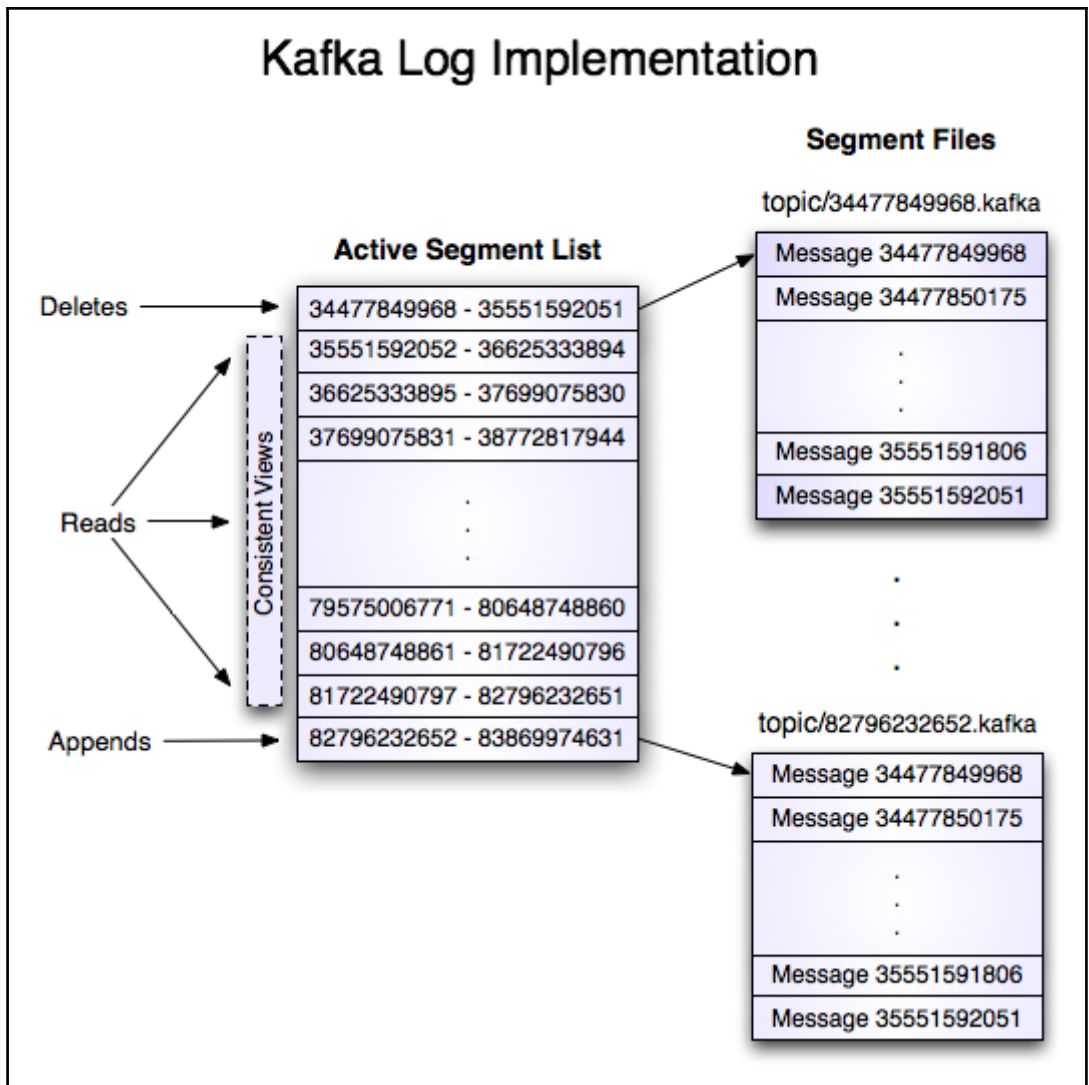 Kafka Log Implementation
Segment Files
topic/34477849968.kafka
Message 34477849968
Message 34477850175
.
.
.
Message 35551591806
Message 35551592051
Active Segment List
Deletes
34477849968 - 35551592051
35551592052 - 36625333894
36625333895 - 37699075830
37699075831 - 38772817944
.
.
.
79575006771 - 80648748860
80648748861 - 81722490796
81722490797 - 82796232651
82796232652 - 83869974631
Reads
Consistent Views
Appends
.
.
.
topic/82796232652.kafka
Message 34477849968
Message 34477850175
.
.
.
Message 35551591806
Message 35551592051